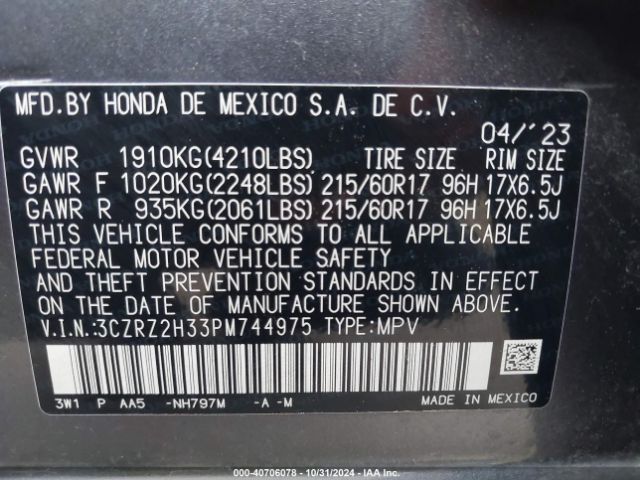 MFD.BY HONDA DE MEXICO S.A. DE C.V.
04/'23
GVWR 1910KG(4210LBS) TIRE SIZE RIM SIZE
GAWR F 1020KG(2248LBS) 215/60R17 96H 17X6.5J
GAWR R 935KG(2061LBS) 215/60R17 96H 17X6.5J
THIS VEHICLE CONFORMS TO ALL APPLICABLE
FEDERAL MOTOR VEHICLE SAFETY
AND THEFT PREVENTION STANDARDS IN EFFECT
ON THE DATE OF MANUFACTURE SHOWN ABOVE.
V.I.N.:3CZRZ2H33PM744975 TYPE:MPV
3W1 P AA5 -NH797M -A -M MADE IN MEXICO
© COPART - 40706078 - 10/31/2024 - IAA Inc.